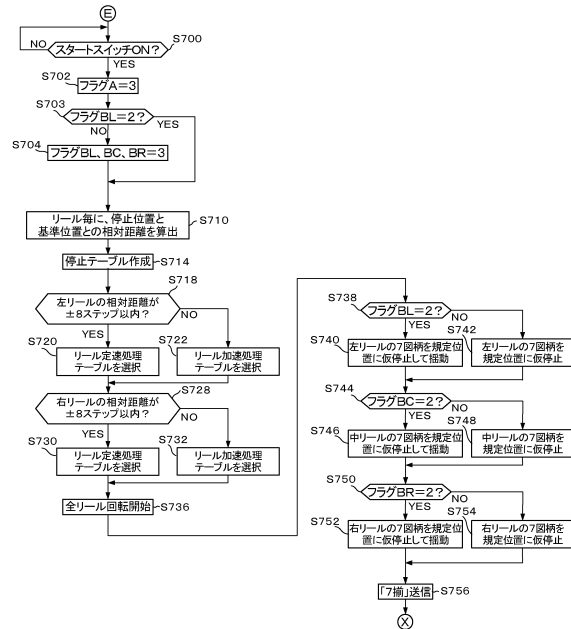 E
S700
スタートスイッチON?
NO
YES
S702
フラグA=3
S703
フラグBL=2?
YES
NO
S704
フラグBL、BC、BR=3
S710
リール毎に、停止位置と
基準位置との相対距離を算出
停止テーブル作成
S714
S718
左リールの相対距離が
±8ステップ以内?
NO
YES
S720
リール定速処理
テーブルを選択
S722
リール加速処理
テーブルを選択
S728
右リールの相対距離が
±8ステップ以内?
NO
YES
S730
リール定速処理
テーブルを選択
S732
リール加速処理
テーブルを選択
全リール回転開始
S736
S738
フラグBL=2?
NO
YES
S740
左リールの7図柄を規定位
置に仮停止して揺動
S742
左リールの7図柄を
規定位置に仮停止
S744
フラグBC=2?
NO
YES
S746
中リールの7図柄を規定位
置に仮停止して揺動
S748
中リールの7図柄を
規定位置に仮停止
S750
フラグBR=2?
NO
YES
S752
右リールの7図柄を規定位
置に仮停止して揺動
S754
右リールの7図柄を
規定位置に仮停止
「7揃」送信
S756
X